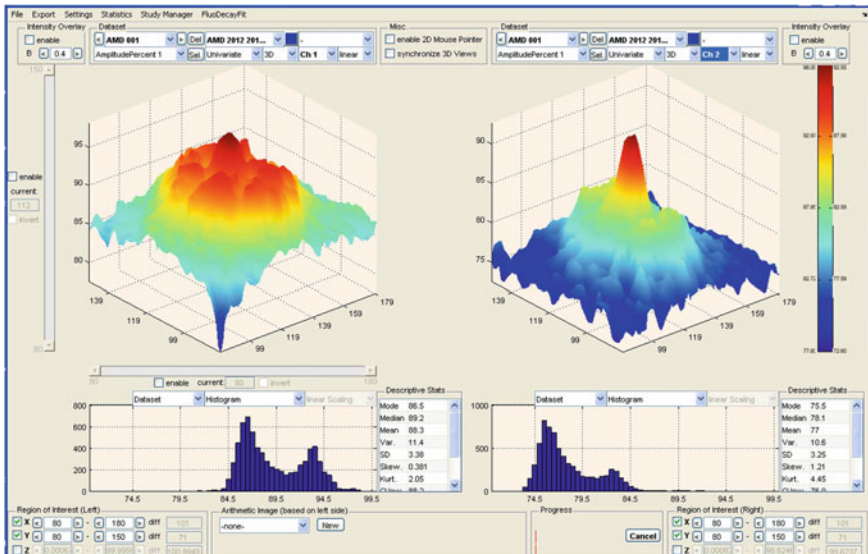 File Export Settings Statistics Study Manager FluoDecayFit
Intensity Overlay Dataset Misc. Dataset Intensity Overlay
enable < AMD 001 > Del AMD 2012 201... - enable 2D Mouse Pointer < AMD 001 > Del AMD 2012 201... - enable
B < 0.4 > AmplitudePercent 1 Sel. Univariate 3D Ch 1 linear synchronize 3D Views AmplitudePercent 1 Sel. Univariate 3D Ch 2 linear B < 0.4 >
150
95
90
85
80
139
119
99
99
119
139
159
179
90
85
80
75
139
119
99
99
119
139
159
179
enable
current:
112
invert
80
80 enable current: 80 invert 180
Dataset Histogram linear Scaling Descriptive Stats
800
600
400
200
0
74.5 79.5 84.5 89.5 94.5 99.5
Mode 86.5
Median 89.2
Mean 88.3
Var. 11.4
SD 3.38
Skew. 0.381
Kurt. 2.05
Dataset Histogram linear Scaling Descriptive Stats
1000
500
0
74.5 79.5 84.5 89.5 94.5 99.5
Mode 75.5
Median 78.1
Mean 77
Var. 10.6
SD 3.25
Skew. 1.21
Kurt. 4.45
Region of Interest (Left) Arithmetic Image (based on left side) Progress Region of Interest (Right)
X < 80 > - < 180 > diff 101 -none- New Cancel X < 80 > - < 180 > diff 101
Y < 80 > - < 150 > diff 71 Y < 80 > - < 150 > diff 71
Z Z